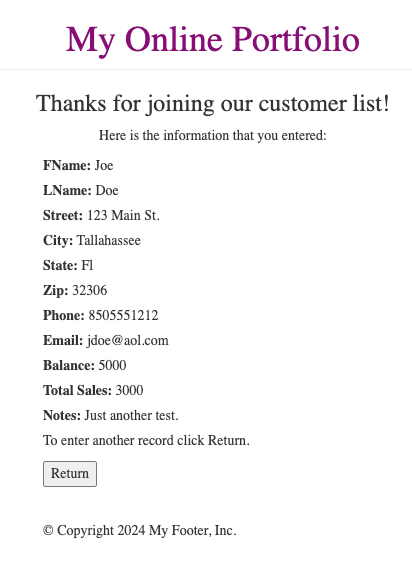 My Online Portfolio
Thanks for joining our customer list!
Here is the information that you entered:
FName: Joe
LName: Doe
Street: 123 Main St.
City: Tallahassee
State: Fl
Zip: 32306
Phone: 8505551212
Email: jdoe@aol.com
Balance: 5000
Total Sales: 3000
Notes: Just another test.
To enter another record click Return.
Return
© Copyright 2024 My Footer, Inc.